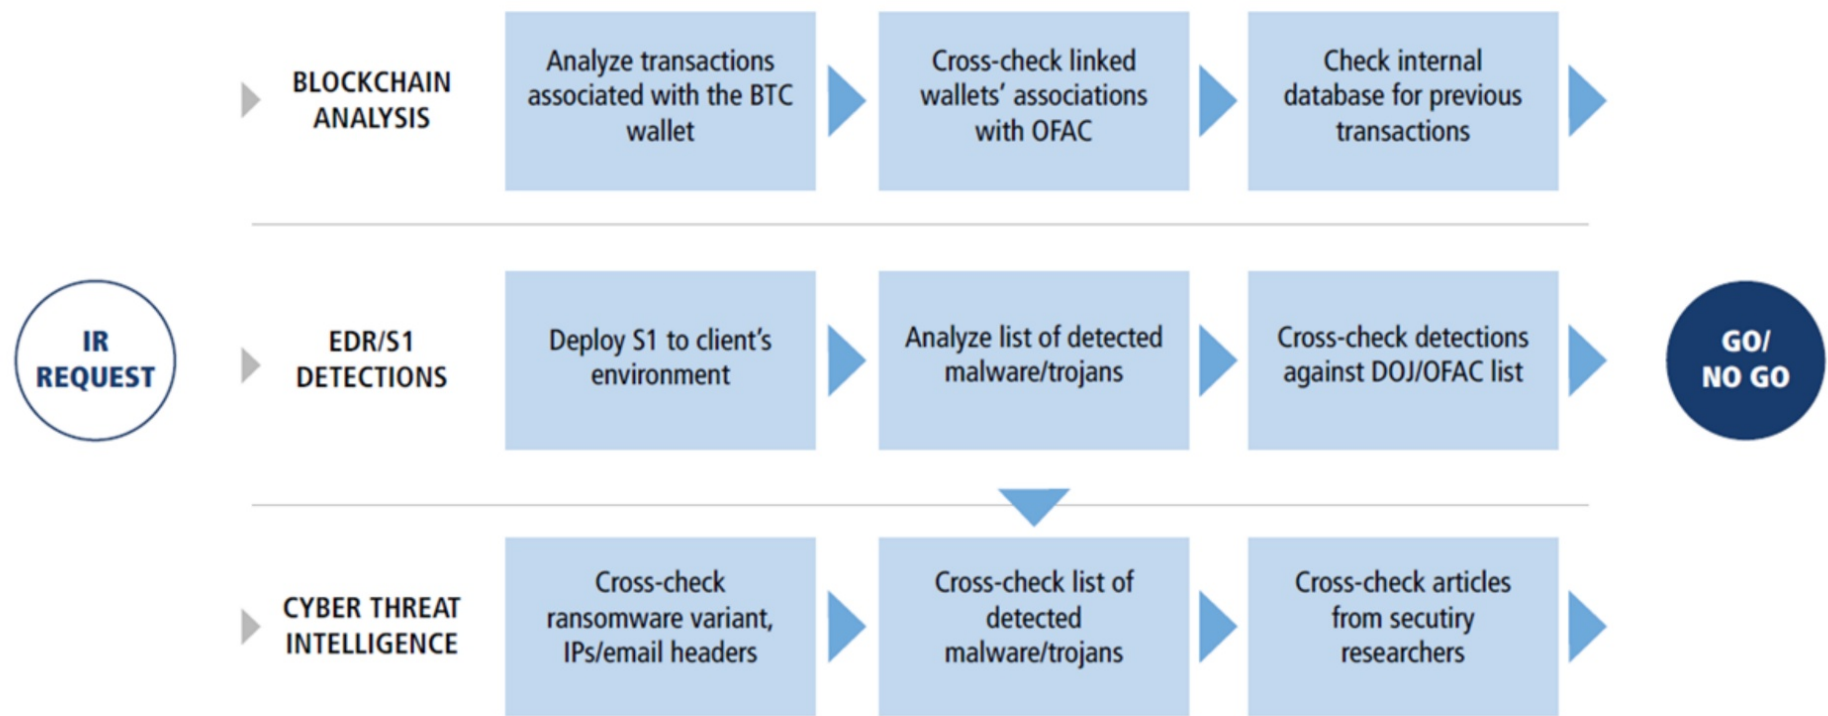 IR
REQUEST
BLOCKCHAIN
ANALYSIS
Analyze transactions
associated with the BTC
wallet
Cross-check linked
wallets’ associations
with OFAC
Check internal
database for previous
transactions
EDR/S1
DETECTIONS
Deploy S1 to client’s
environment
Analyze list of detected
malware/trojans
Cross-check detections
against DOJ/OFAC list
CYBER THREAT
INTELLIGENCE
Cross-check
ransomware variant,
IPs/email headers
Cross-check list of
detected
malware/trojans
Cross-check articles
from secutiry
researchers
GO/
NO GO